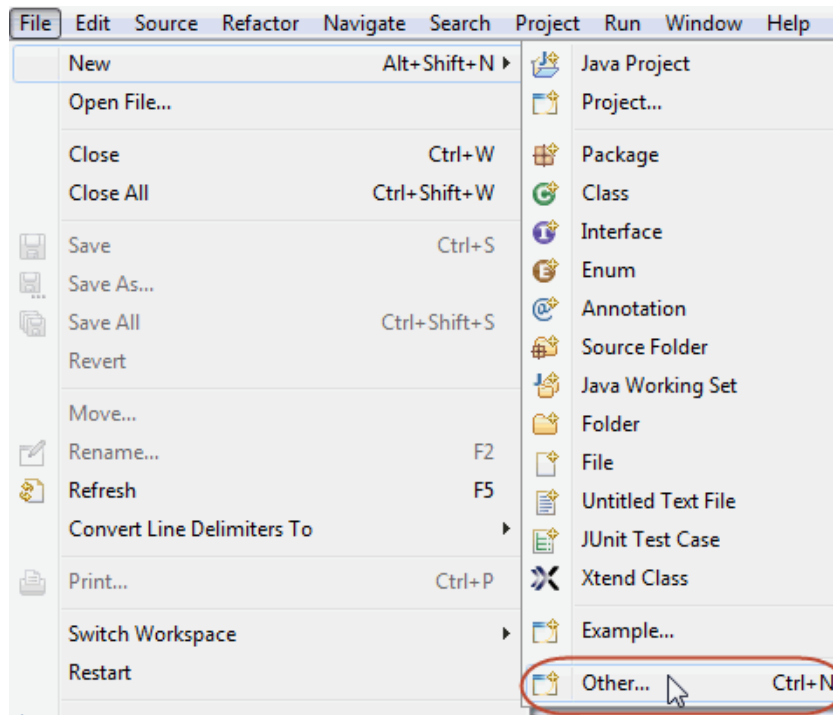 File Edit Source Refactor Navigate Search Project Run Window Help
New Alt+Shift+N
Open File...
Close Ctrl+W
Close All Ctrl+Shift+W
Save Ctrl+S
Save As...
Save All Ctrl+Shift+S
Revert
Move...
Rename... F2
Refresh F5
Convert Line Delimiters To
Print... Ctrl+P
Switch Workspace
Restart
Java Project
Project...
Package
Class
Interface
Enum
Annotation
Source Folder
Java Working Set
Folder
File
Untitled Text File
JUnit Test Case
Xtend Class
Example...
Other... Ctrl+N